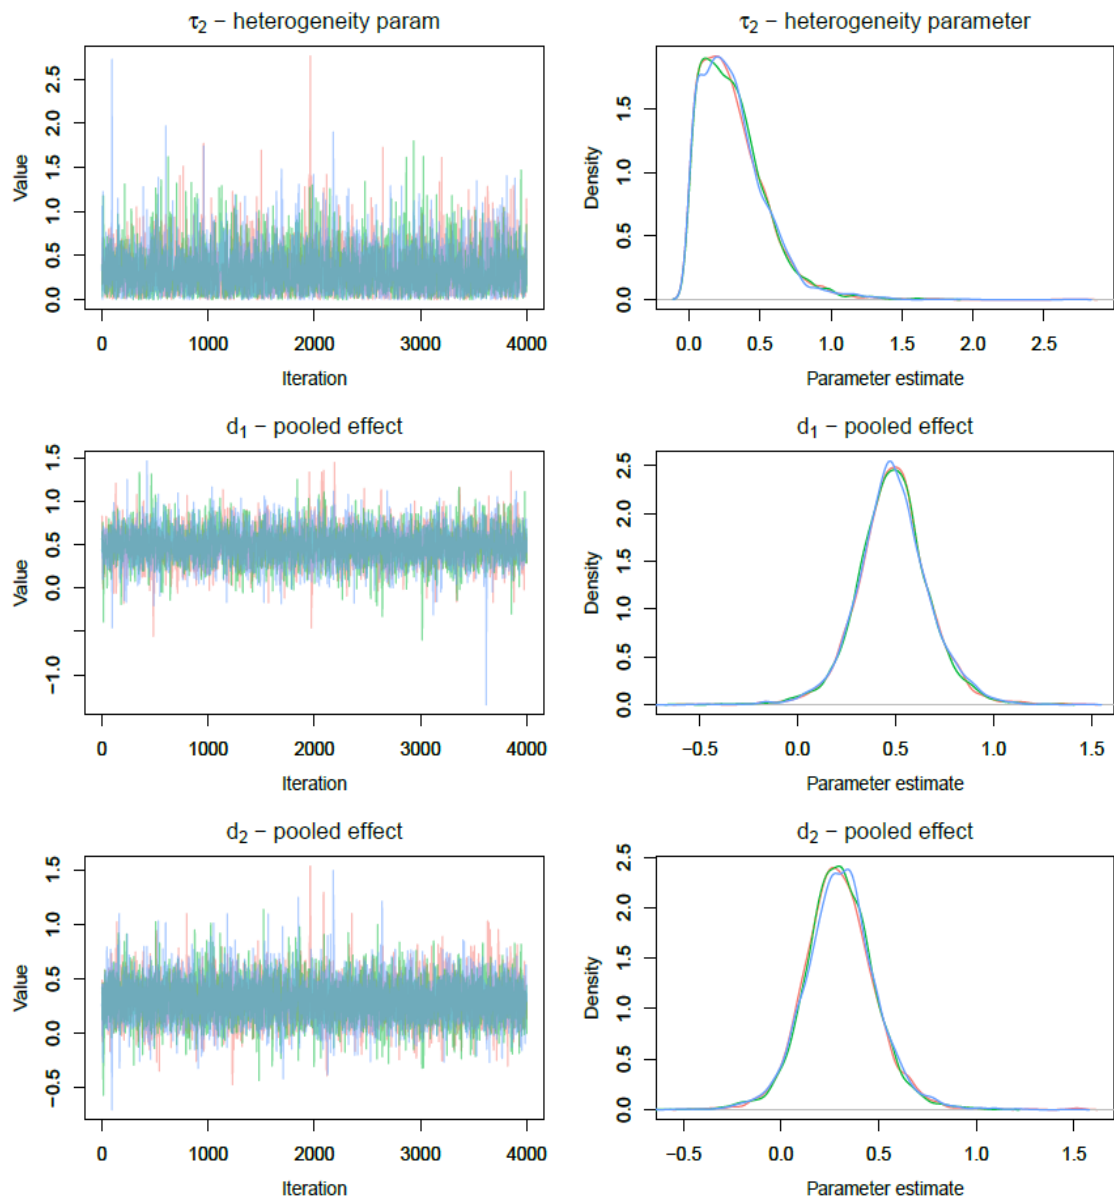 τ2 − heterogeneity param
Value
0.0 0.5 1.0 1.5 2.0 2.5
0 1000 2000 3000 4000
Iteration
τ2 − heterogeneity parameter
Density
0.0 0.5 1.0 1.5
0.0 0.5 1.0 1.5 2.0 2.5
Parameter estimate
d1 − pooled effect
Value
−1.0 0.0 0.5 1.0 1.5
0 1000 2000 3000 4000
Iteration
d1 − pooled effect
Density
0.0 0.5 1.0 1.5 2.0 2.5
−0.5 0.0 0.5 1.0 1.5
Parameter estimate
d2 − pooled effect
Value
−0.5 0.0 0.5 1.0 1.5
0 1000 2000 3000 4000
Iteration
d2 − pooled effect
Density
0.0 0.5 1.0 1.5 2.0 2.5
−0.5 0.0 0.5 1.0 1.5
Parameter estimate